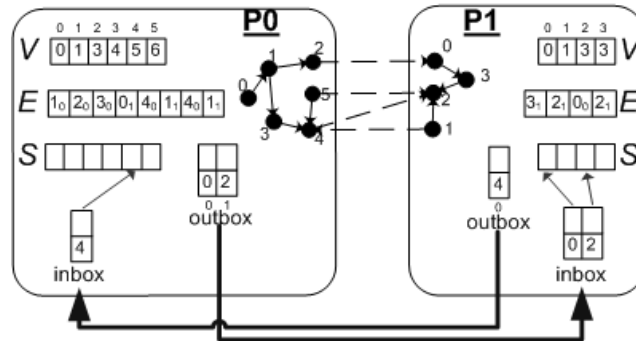 P0
0 1 2 3 4 5
V 0 1 3 4 5 6
E 1₀ 2₀ 3₀ 0₁ 4₀ 1₁ 4₀ 1₁
S
0 1 2 3 4 5
4
inbox
0 2
0 1
outbox
P1
0 1 2 3
0 1 3 3 V
3₁ 2₁ 0₀ 2₁ E
S
0 3 2 1
4
0
outbox
0 2
inbox